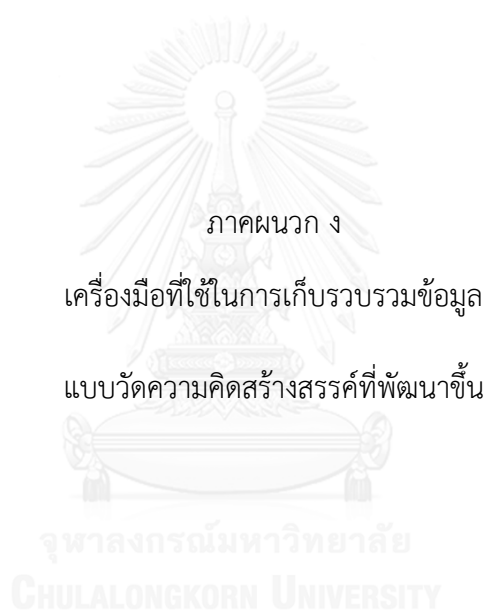 ภาคผนวก ง
เครื่องมือที่ใช้ในการเก็บรวบรวมข้อมูล
แบบวัดความคิดสร้างสรรค์ที่พัฒนาขึ้น
จุฬาลงกรณ์มหาวิทยาลัย
CHULALONGKORN UNIVERSITY